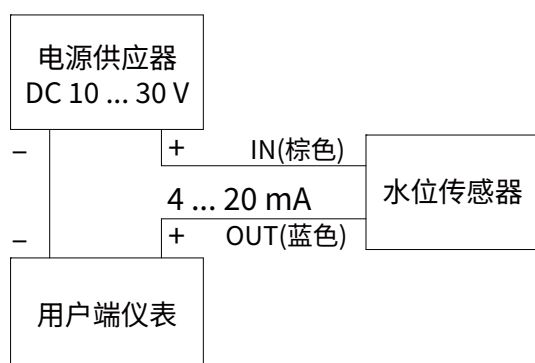 电源供应器
DC 10 ... 30 V
− + IN(棕色)
水位传感器
4 ... 20 mA
− + OUT(蓝色)
用户端仪表